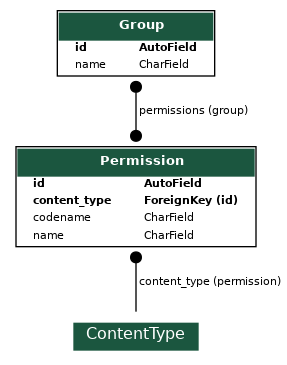 Group
id AutoField
name CharField
permissions (group)
Permission
id AutoField
content_type ForeignKey (id)
codename CharField
name CharField
content_type (permission)
ContentType